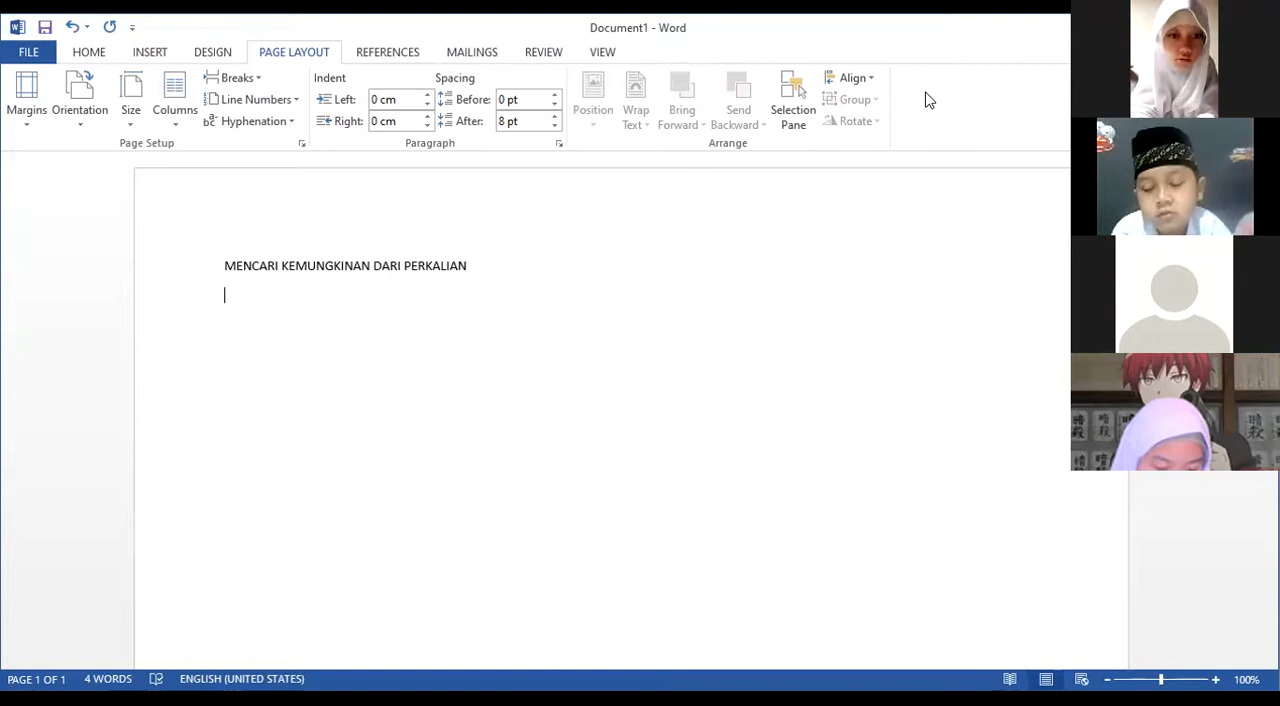 Document1 - Word
FILE HOME INSERT DESIGN PAGE LAYOUT REFERENCES MAILINGS REVIEW VIEW
Margins
Orientation
Size
Columns
Breaks
Line Numbers
Hyphenation
Page Setup
Indent
Left: 0 cm
Right: 0 cm
Spacing
Before: 0 pt
After: 8 pt
Paragraph
Position
Wrap Text
Bring Forward
Send Backward
Selection Pane
Align
Group
Rotate
Arrange
MENCARI KEMUNGKINAN DARI PERKALIAN
PAGE 1 OF 1 4 WORDS ENGLISH (UNITED STATES) 100%